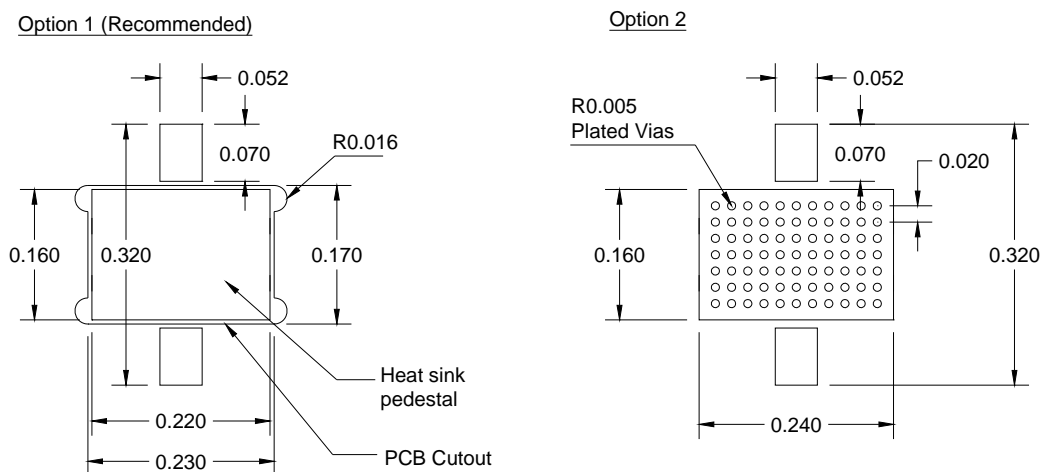 Option 1 (Recommended)
0.052
0.070
R0.016
0.160
0.320
0.170
Heat sink
pedestal
0.220
PCB Cutout
0.230
Option 2
0.052
R0.005
Plated Vias
0.070
0.020
0.160
0.320
0.240